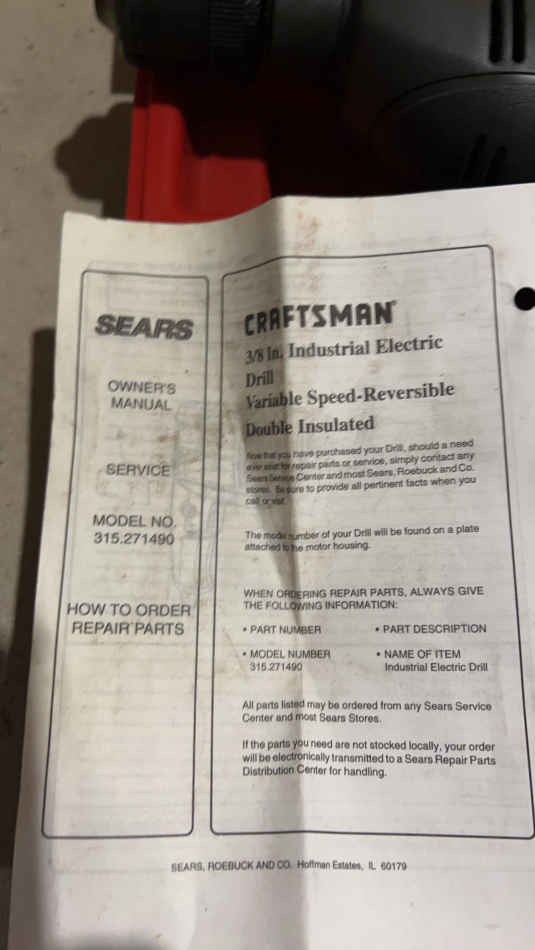 SEARS
OWNER'S
MANUAL
SERVICE
MODEL NO.
315.271490
HOW TO ORDER
REPAIR PARTS
CRAFTSMAN®
3/8 in. Industrial Electric
Drill
Variable Speed-Reversible
Double Insulated
Now that you have purchased your Drill, should a need
ever exist for repair parts or service, simply contact any
Sears Service Center and most Sears, Roebuck and Co.
stores. Be sure to provide all pertinent facts when you
call or visit.
The model number of your Drill will be found on a plate
attached to the motor housing.
WHEN ORDERING REPAIR PARTS, ALWAYS GIVE
THE FOLLOWING INFORMATION:
• PART NUMBER • PART DESCRIPTION
• MODEL NUMBER • NAME OF ITEM
315.271490 Industrial Electric Drill
All parts listed may be ordered from any Sears Service
Center and most Sears Stores.
If the parts you need are not stocked locally, your order
will be electronically transmitted to a Sears Repair Parts
Distribution Center for handling.
SEARS, ROEBUCK AND CO. Hoffman Estates, IL 60179